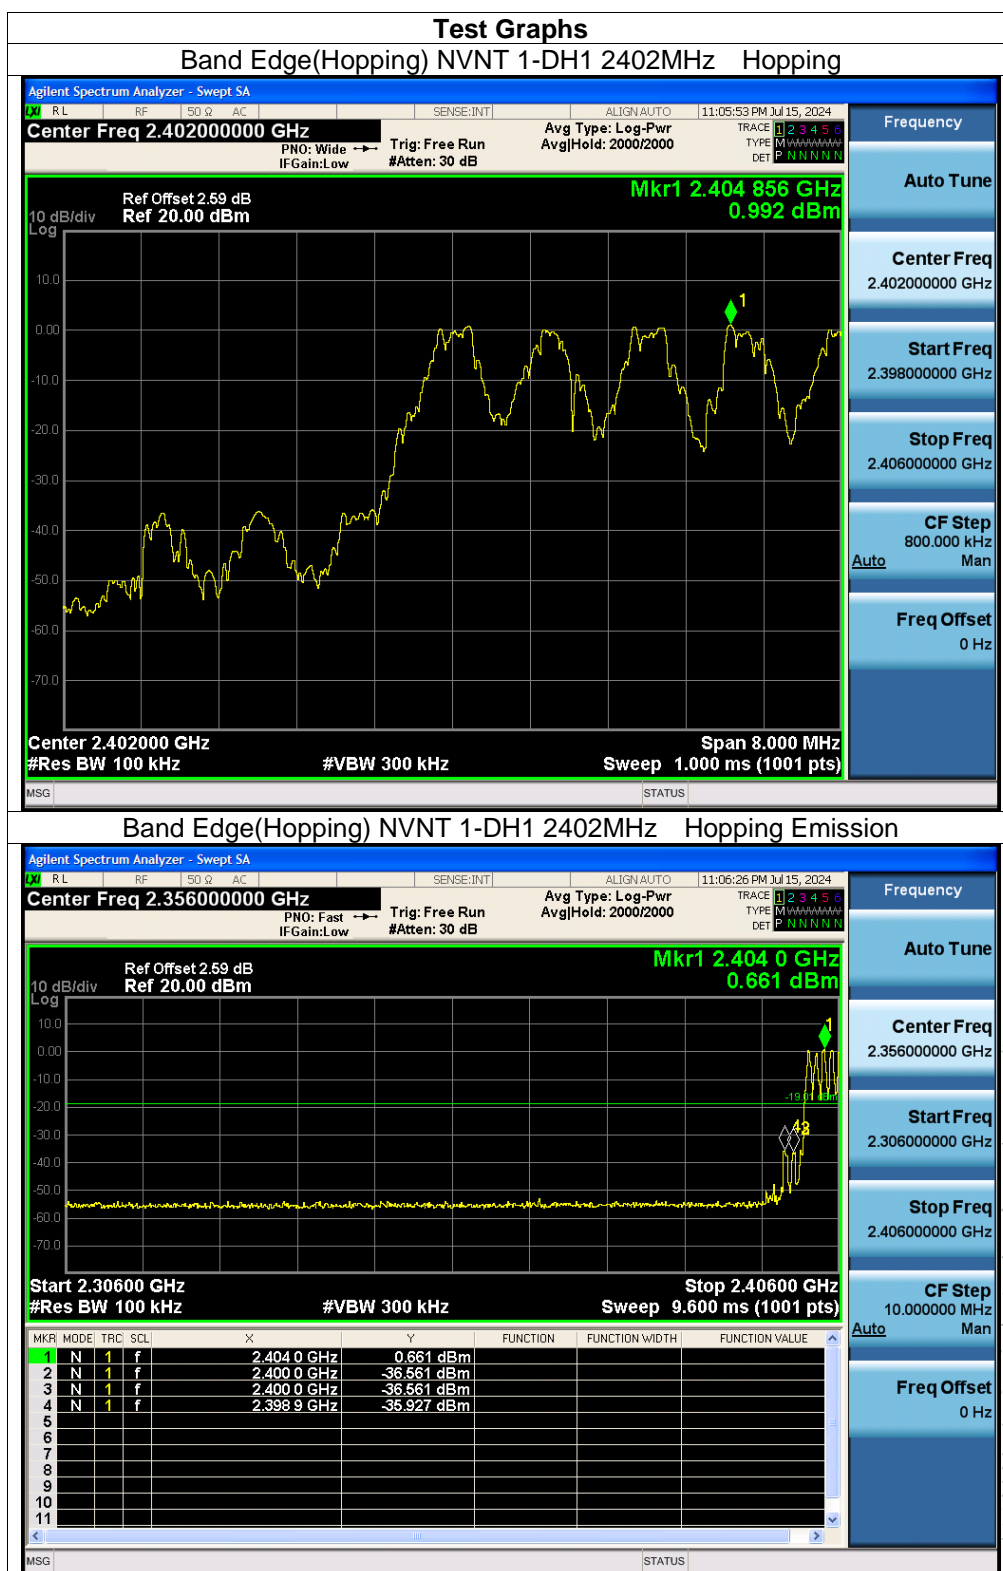 Test Graphs
Band Edge(Hopping) NVNT 1-DH1 2402MHz Hopping
Agilent Spectrum Analyzer - Swept SA
LXI RL RF 50 Ω AC SENSE:INT ALIGN AUTO 11:05:53 PM Jul 15, 2024
Center Freq 2.402000000 GHz Avg Type: Log-Pwr TRACE 1 2 3 4 5 6
PNO: Wide Trig: Free Run Avg|Hold: 2000/2000 TYPE M
IFGain:Low #Atten: 30 dB DET P N N N N N
Frequency
Auto Tune
Center Freq
2.402000000 GHz
Start Freq
2.398000000 GHz
Stop Freq
2.406000000 GHz
CF Step
800.000 kHz
Auto Man
Freq Offset
0 Hz
Mkr1 2.404 856 GHz
0.992 dBm
Ref Offset 2.59 dB
10 dB/div Ref 20.00 dBm
Log
10.0
0.00
-10.0
-20.0
-30.0
-40.0
-50.0
-60.0
-70.0
1
Center 2.402000 GHz Span 8.000 MHz
#Res BW 100 kHz #VBW 300 kHz Sweep 1.000 ms (1001 pts)
MSG STATUS
Band Edge(Hopping) NVNT 1-DH1 2402MHz Hopping Emission
Agilent Spectrum Analyzer - Swept SA
LXI RL RF 50 Ω AC SENSE:INT ALIGN AUTO 11:06:26 PM Jul 15, 2024
Center Freq 2.356000000 GHz Avg Type: Log-Pwr TRACE 1 2 3 4 5 6
PNO: Fast Trig: Free Run Avg|Hold: 2000/2000 TYPE M
IFGain:Low #Atten: 30 dB DET P N N N N N
Frequency
Auto Tune
Center Freq
2.356000000 GHz
Start Freq
2.306000000 GHz
Stop Freq
2.406000000 GHz
CF Step
10.000000 MHz
Auto Man
Freq Offset
0 Hz
Mkr1 2.404 0 GHz
0.661 dBm
Ref Offset 2.59 dB
10 dB/div Ref 20.00 dBm
Log
10.0
0.00
-10.0
-20.0
-30.0
-40.0
-50.0
-60.0
-70.0
1
-19.01 dBm
Start 2.30600 GHz Stop 2.40600 GHz
#Res BW 100 kHz #VBW 300 kHz Sweep 9.600 ms (1001 pts)
MKR MODE TRC SCL X Y FUNCTION FUNCTION WIDTH FUNCTION VALUE
1 N 1 f 2.404 0 GHz 0.661 dBm
2 N 1 f 2.400 0 GHz -36.561 dBm
3 N 1 f 2.400 0 GHz -36.561 dBm
4 N 1 f 2.398 9 GHz -35.927 dBm
5
6
7
8
9
10
11
MSG STATUS